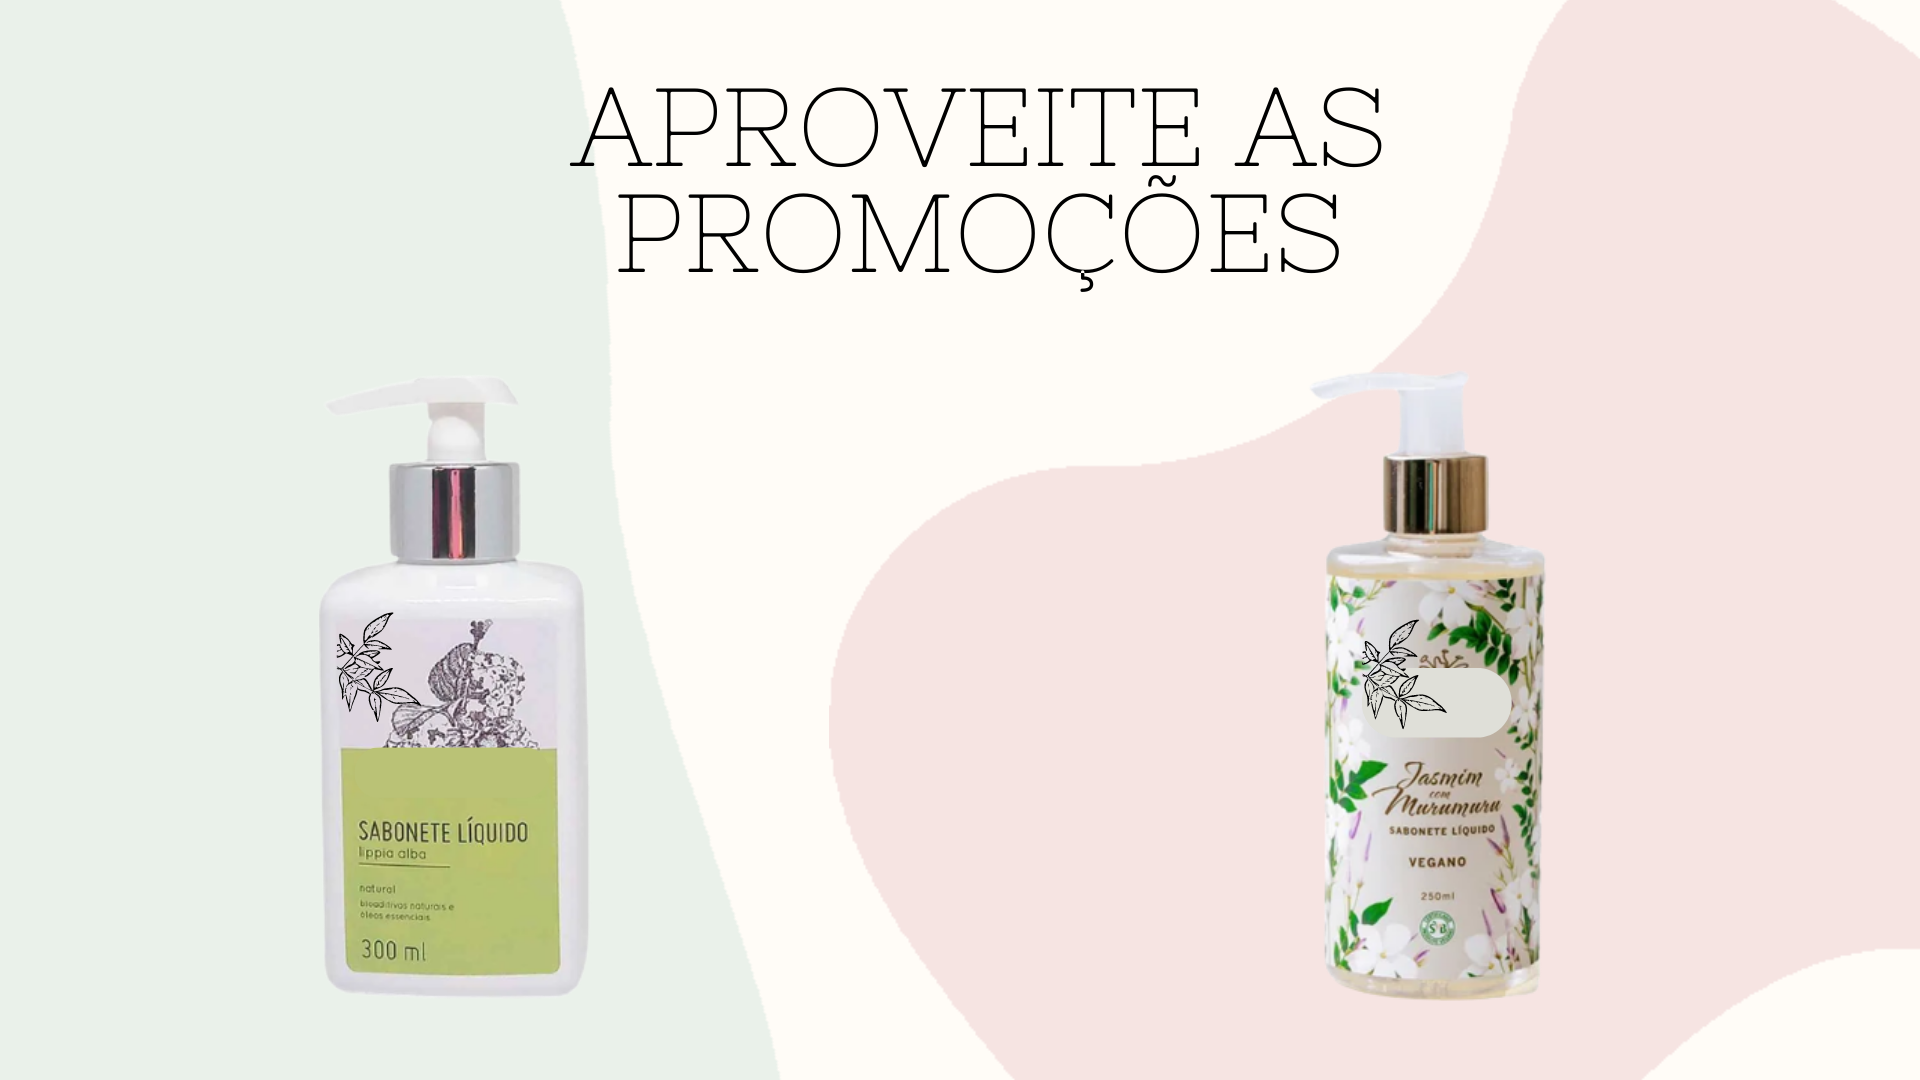 APROVEITE AS
PROMOÇÕES
SABONETE LÍQUIDO
lippia alba
natural
bioaditivos naturais e
óleos essenciais
300 ml
Jasmim
com
Murumuru
SABONETE LÍQUIDO
VEGANO
250ml